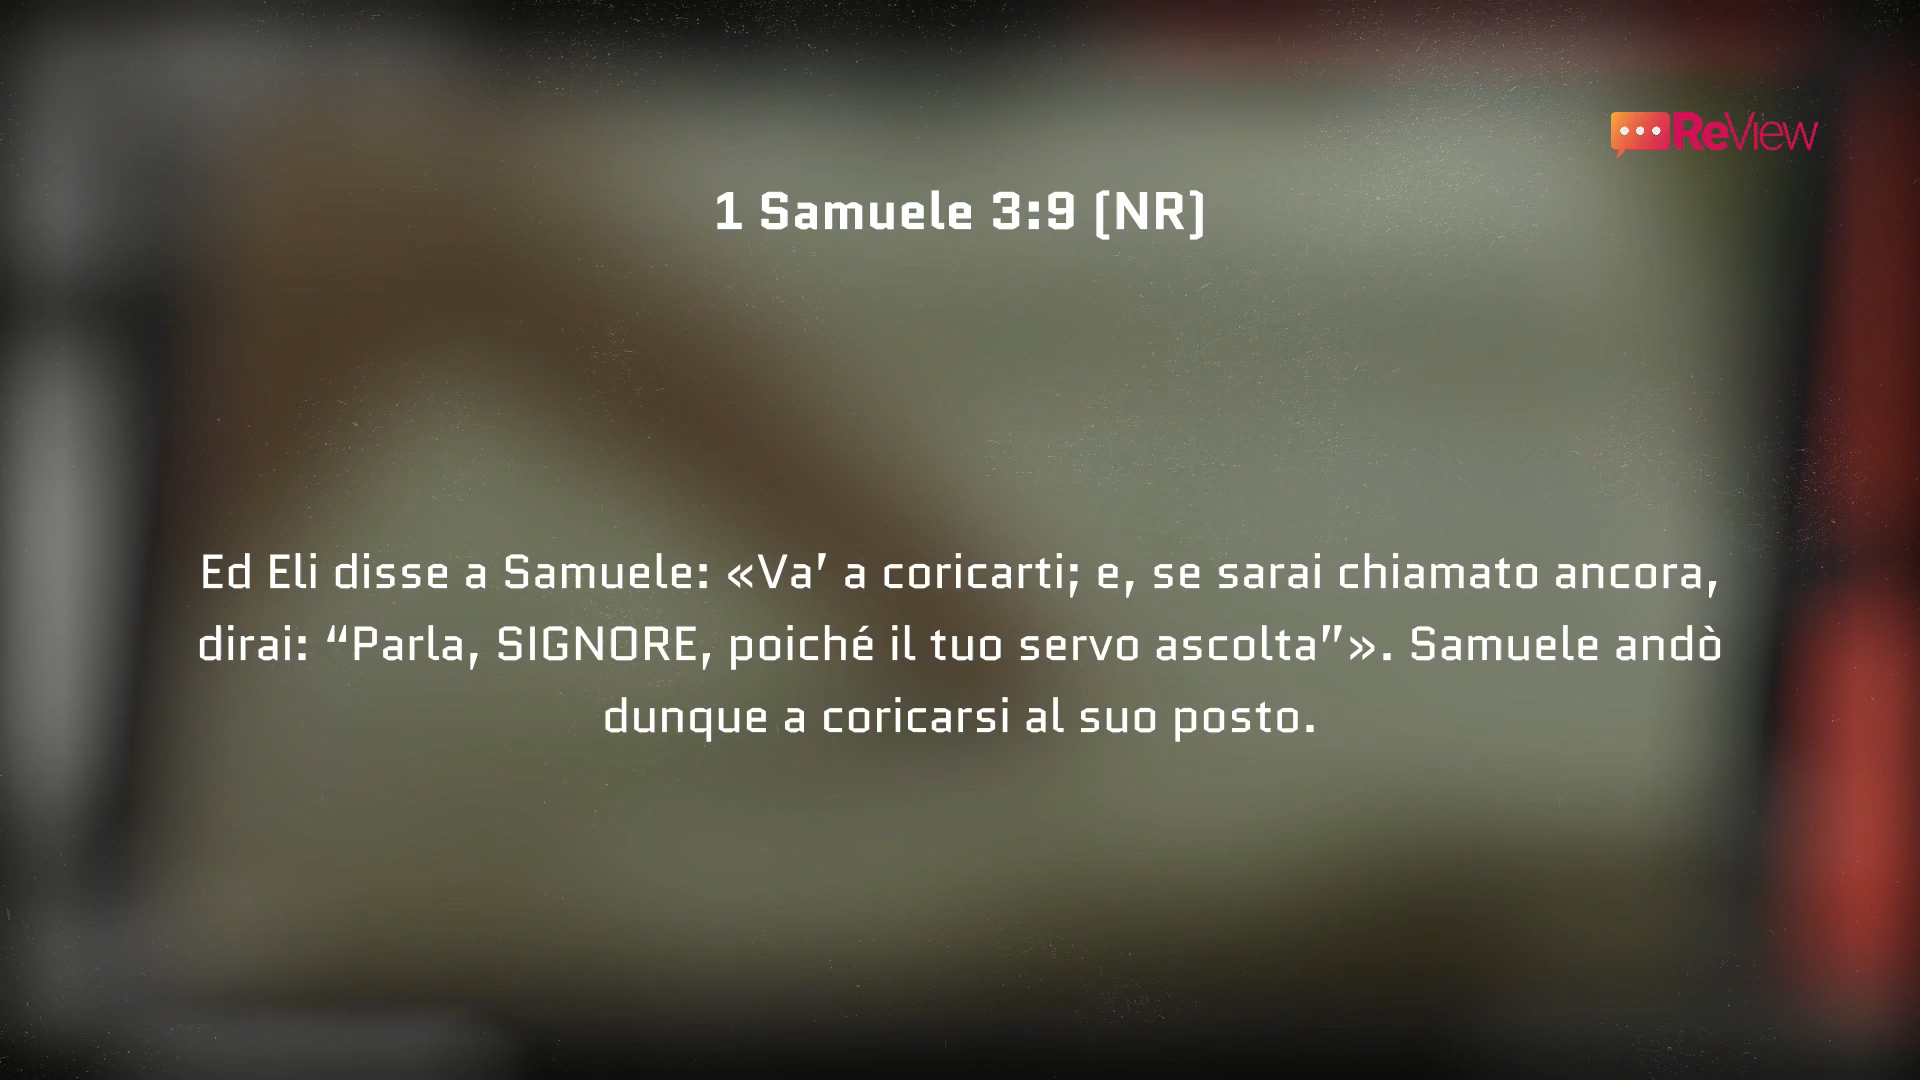 ReView
1 Samuele 3:9 (NR)
Ed Eli disse a Samuele: «Va’ a coricarti; e, se sarai chiamato ancora,
dirai: “Parla, SIGNORE, poiché il tuo servo ascolta”». Samuele andò
dunque a coricarsi al suo posto.